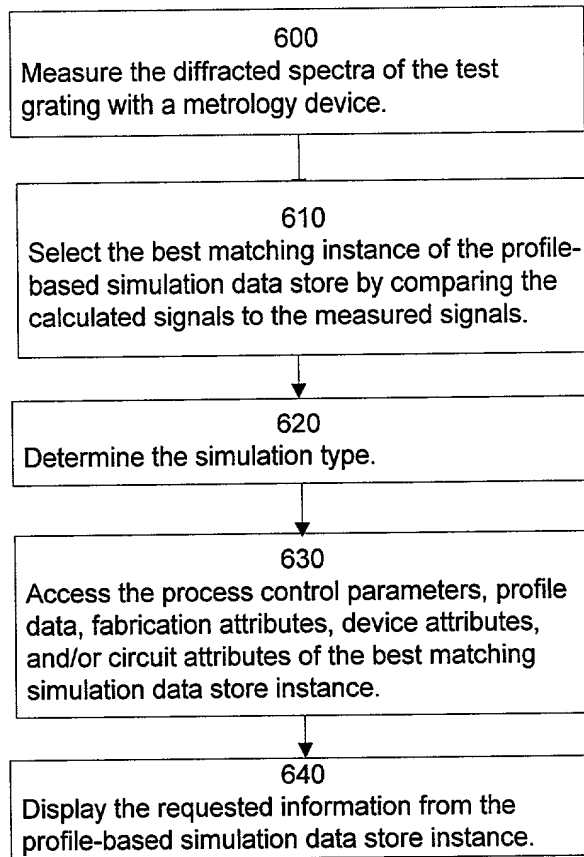 600
Measure the diffracted spectra of the test
grating with a metrology device.
610
Select the best matching instance of the profile-
based simulation data store by comparing the
calculated signals to the measured signals.
620
Determine the simulation type.
630
Access the process control parameters, profile
data, fabrication attributes, device attributes,
and/or circuit attributes of the best matching
simulation data store instance.
640
Display the requested information from the
profile-based simulation data store instance.